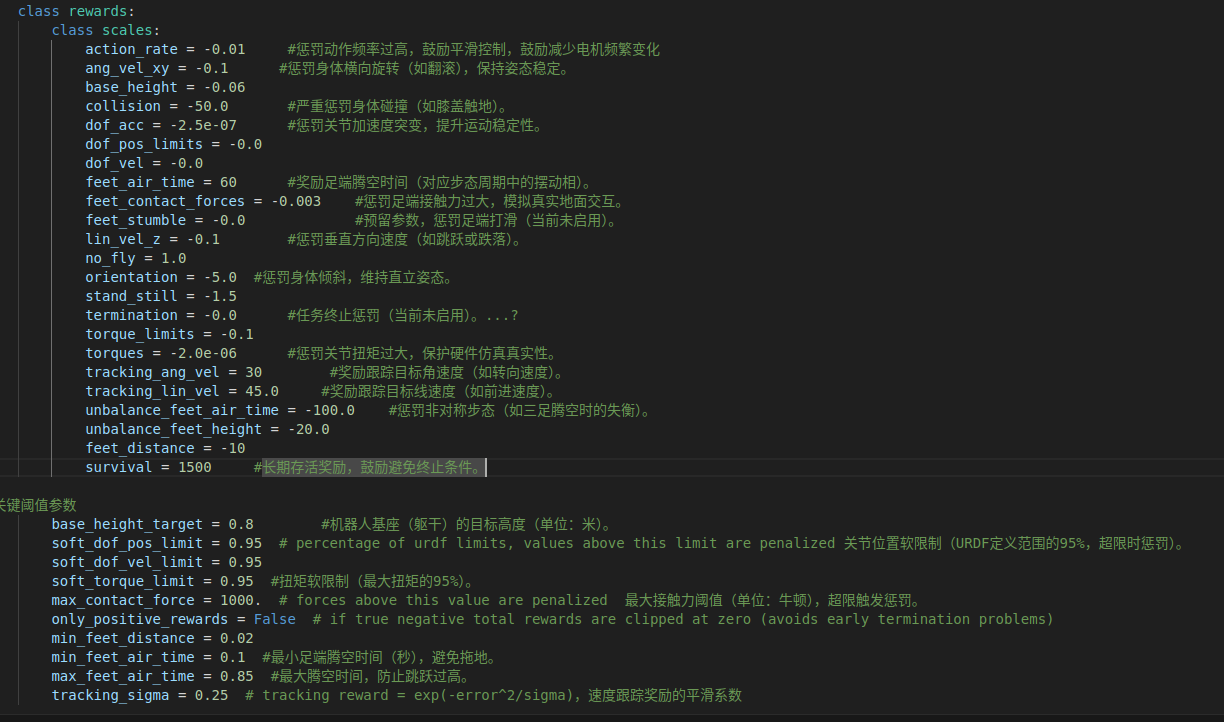 class rewards:
class scales:
action_rate = -0.01 #惩罚动作频率过高，鼓励平滑控制，鼓励减少电机频繁变化
ang_vel_xy = -0.1 #惩罚身体横向旋转（如翻滚），保持姿态稳定。
base_height = -0.06
collision = -50.0 #严重惩罚身体碰撞（如膝盖触地）。
dof_acc = -2.5e-07 #惩罚关节加速度突变，提升运动稳定性。
dof_pos_limits = -0.0
dof_vel = -0.0
feet_air_time = 60 #奖励足端腾空时间（对应步态周期中的摆动相）。
feet_contact_forces = -0.003 #惩罚足端接触力过大，模拟真实地面交互。
feet_stumble = -0.0 #预留参数，惩罚足端打滑（当前未启用）。
lin_vel_z = -0.1 #惩罚垂直方向速度（如跳跃或跌落）。
no_fly = 1.0
orientation = -5.0 #惩罚身体倾斜，维持直立姿态。
stand_still = -1.5
termination = -0.0 #任务终止惩罚（当前未启用）。...?
torque_limits = -0.1
torques = -2.0e-06 #惩罚关节扭矩过大，保护硬件仿真真实性。
tracking_ang_vel = 30 #奖励跟踪目标角速度（如转向速度）。
tracking_lin_vel = 45.0 #奖励跟踪目标线速度（如前进速度）。
unbalance_feet_air_time = -100.0 #惩罚非对称步态（如三足腾空时的失衡）。
unbalance_feet_height = -20.0
feet_distance = -10
survival = 1500 #长期存活奖励，鼓励避免终止条件。
关键阈值参数
base_height_target = 0.8 #机器人基座（躯干）的目标高度（单位：米）。
soft_dof_pos_limit = 0.95 # percentage of urdf limits, values above this limit are penalized 关节位置软限制（URDF定义范围的95%，超限时惩罚）。
soft_dof_vel_limit = 0.95
soft_torque_limit = 0.95 #扭矩软限制（最大扭矩的95%）。
max_contact_force = 1000. # forces above this value are penalized 最大接触力阈值（单位：牛顿），超限触发惩罚。
only_positive_rewards = False # if true negative total rewards are clipped at zero (avoids early termination problems)
min_feet_distance = 0.02
min_feet_air_time = 0.1 #最小足端腾空时间（秒），避免拖地。
max_feet_air_time = 0.85 #最大腾空时间，防止跳跃过高。
tracking_sigma = 0.25 # tracking reward = exp(-error^2/sigma)，速度跟踪奖励的平滑系数